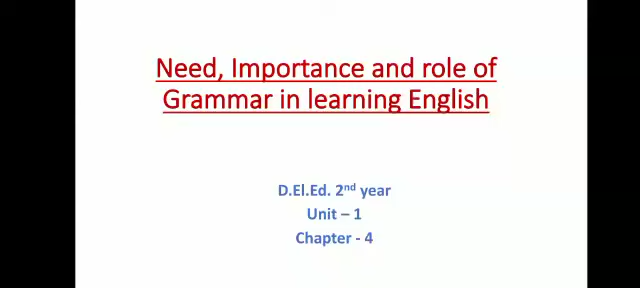 Need, Importance and role of
Grammar in learning English
D.El.Ed. 2nd year
Unit – 1
Chapter - 4